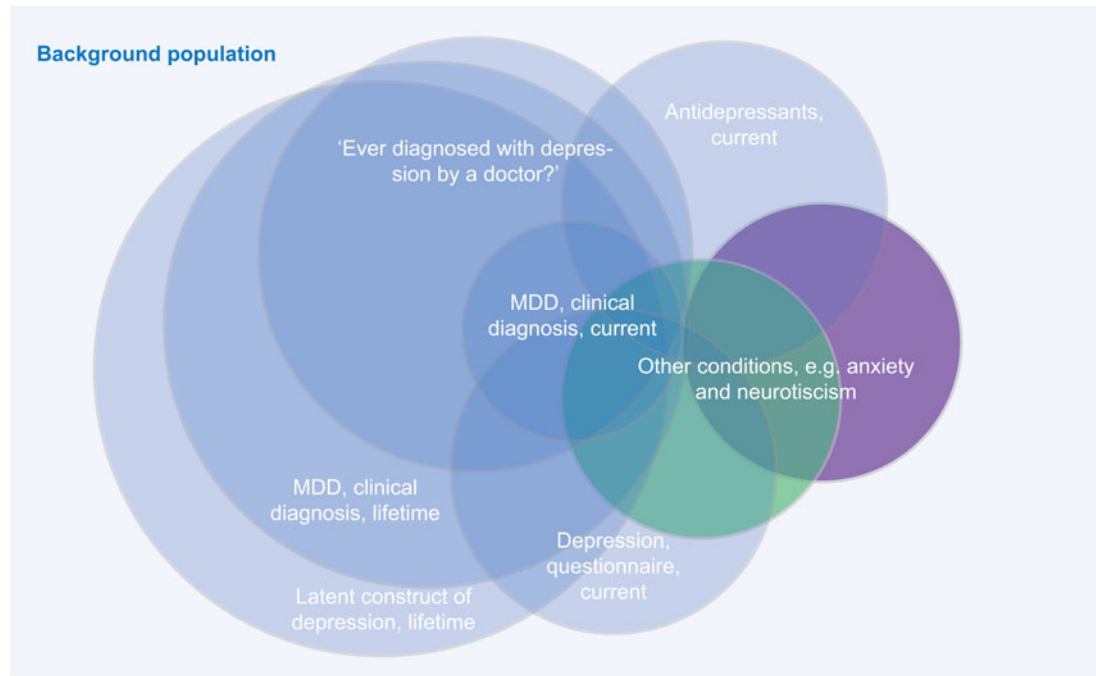 Background population
Antidepressants,
current
‘Ever diagnosed with depres-
sion by a doctor?’
MDD, clinical
diagnosis, current
Other conditions, e.g. anxiety
and neurotiscism
MDD, clinical
diagnosis, lifetime
Depression,
questionnaire,
current
Latent construct of
depression, lifetime